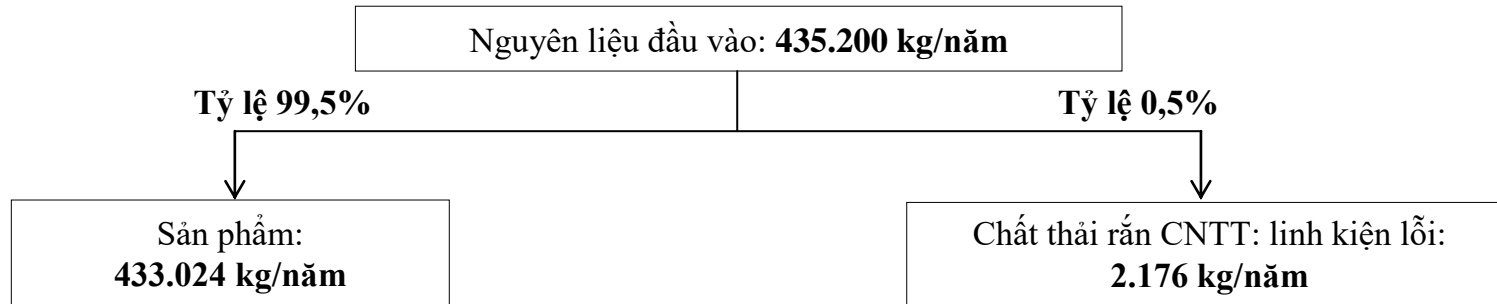 Nguyên liệu đầu vào: 435.200 kg/năm
Tỷ lệ 99,5%
Tỷ lệ 0,5%
Sản phẩm:
433.024 kg/năm
Chất thải rắn CNTT: linh kiện lỗi:
2.176 kg/năm